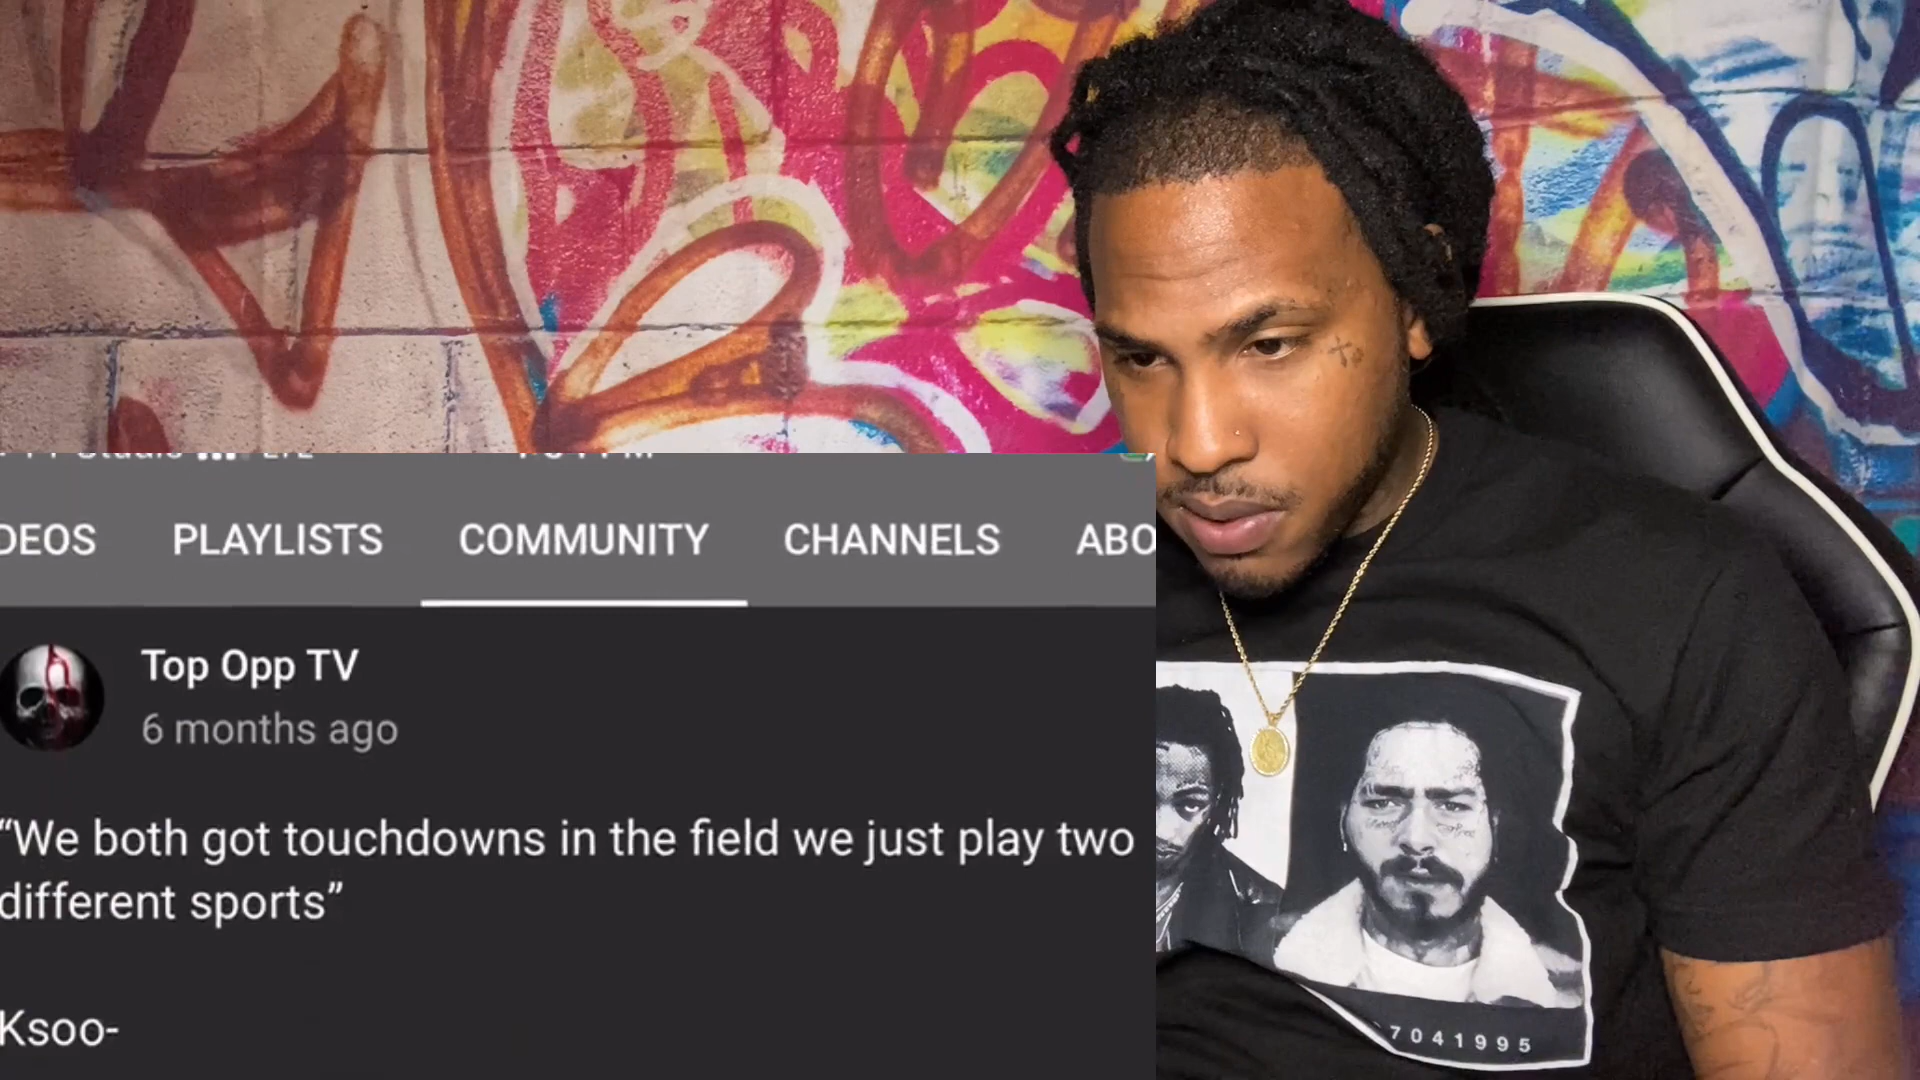 DEOS PLAYLISTS COMMUNITY CHANNELS ABO
Top Opp TV
6 months ago
“We both got touchdowns in the field we just play two
different sports”
Ksoo-
7041995